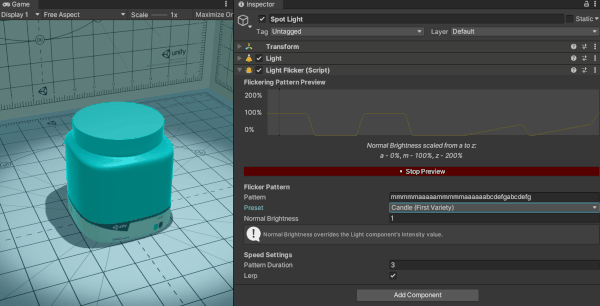 Game
Display 1
Free Aspect
Scale
1x
Maximize On
unity
Inspector
Spot Light
Static
Tag Untagged
Layer Default
Transform
Light
Light Flicker (Script)
Flickering Pattern Preview
200%
100%
0%
Normal Brightness scaled from a to z:
a - 0%, m - 100%, z - 200%
Stop Preview
Flicker Pattern
Pattern mmmmmaaaaammmmmaaaaaabcdefgabcdefg
Preset Candle (First Variety)
Normal Brightness 1
Normal Brightness overrides the Light component's Intensity value.
Speed Settings
Pattern Duration 3
Lerp
Add Component